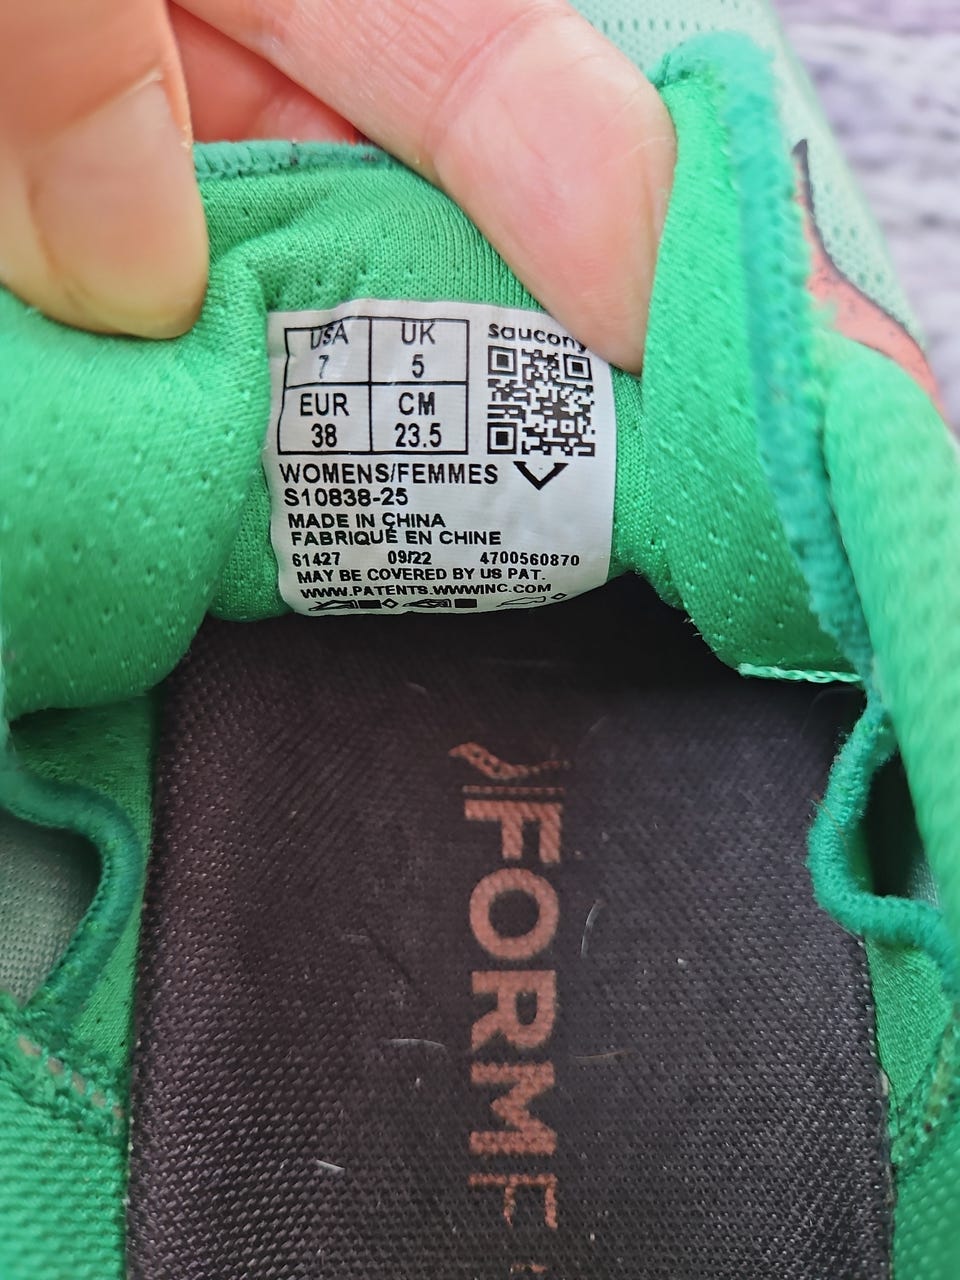 USA UK
7 5
EUR CM
38 23.5
saucony
WOMENS/FEMMES
S10838-25
MADE IN CHINA
FABRIQUÉ EN CHINE
61427 09/22 4700560870
MAY BE COVERED BY US PAT.
WWW.PATENTS.WWWINC.COM
FORMF